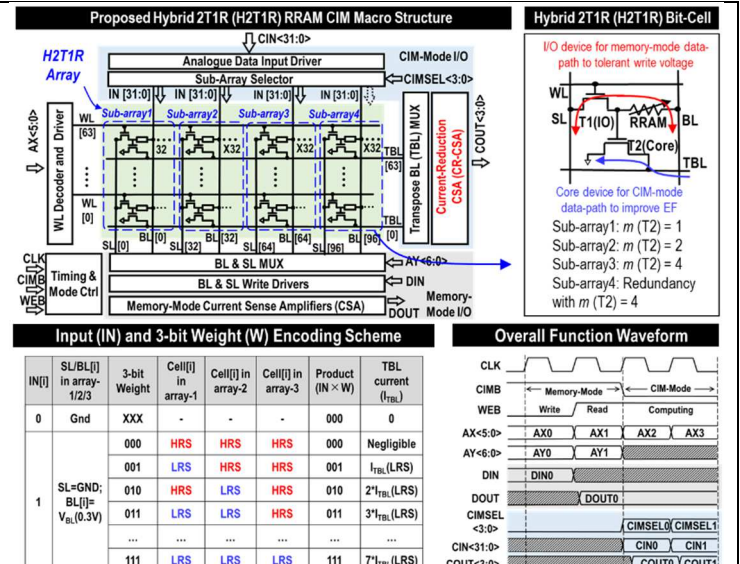 Proposed Hybrid 2T1R (H2T1R) RRAM CIM Macro Structure
CIN<31:0>
H2T1R
Array
Analogue Data Input Driver
CIM-Mode I/O
Sub-Array Selector
CIMSEL<3:0>
IN [31:0] IN [31:0] IN [31:0] IN [31:0]
Sub-array1 Sub-array2 Sub-array3 Sub-array4
AX<5:0>
WL Decoder and Driver
WL
[63]
32 X32 X32 X32
TBL
[63]
WL
[0]
TBL
[0]
SL[0] BL[0] SL[32] BL[32] SL[64] BL[64] SL[96] BL[96]
Transpose BL (TBL) MUX
Current-Reduction
CSA (CR-CSA)
COUT<3:0>
CLK
CIMB
WEB
Timing &
Mode Ctrl
BL & SL MUX
AY<6:0>
BL & SL Write Drivers
DIN
Memory-Mode Current Sense Amplifiers (CSA)
DOUT
Memory-
Mode I/O
Hybrid 2T1R (H2T1R) Bit-Cell
I/O device for memory-mode data-
path to tolerant write voltage
WL
SL T1(IO) RRAM BL
T2(Core)
TBL
Core device for CIM-mode
data-path to improve EF
Sub-array1: m (T2) = 1
Sub-array2: m (T2) = 2
Sub-array3: m (T2) = 4
Sub-array4: Redundancy
with m (T2) = 4
Input (IN) and 3-bit Weight (W) Encoding Scheme
IN[i] SL/BL[i] in array-1/2/3 3-bit Weight Cell[i] in array-1 Cell[i] in array-2 Cell[i] in array-3 Product (IN × W) TBL current (I_TBL)
0 Gnd XXX - - - 000 0
1 SL=GND; BL[i]= V_BL(0.3V)
000 HRS HRS HRS 000 Negligible
001 LRS HRS HRS 001 I_TBL(LRS)
010 HRS LRS HRS 010 2*I_TBL(LRS)
011 LRS LRS HRS 011 3*I_TBL(LRS)
... ... ... ... ... ...
111 LRS LRS LRS 111 7*I_TBL(LRS)
Overall Function Waveform
CLK
CIMB Memory-Mode CIM-Mode
WEB Write Read Computing
AX<5:0> AX0 AX1 AX2 AX3
AY<6:0> AY0 AY1
DIN DIN0
DOUT DOUT0
CIMSEL
<3:0> CIMSEL0 CIMSEL1
CIN<31:0> CIN0 CIN1
COUT<3:0> COUT0 COUT1